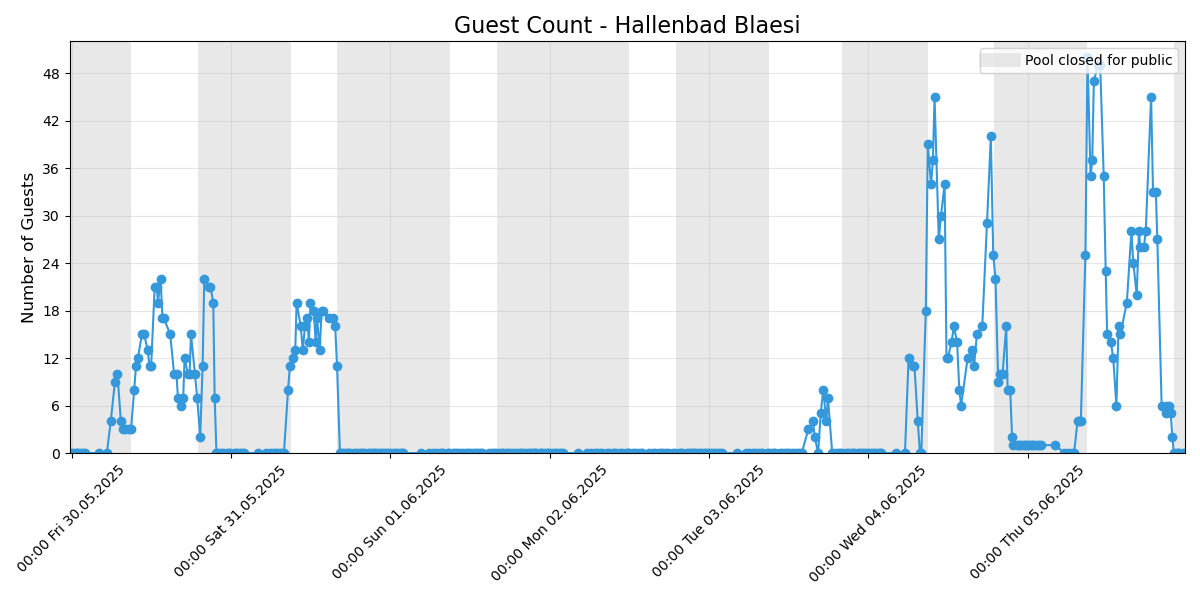 Guest Count - Hallenbad Blaesi
Pool closed for public
Number of Guests
48
42
36
30
24
18
12
6
0
00:00 Fri 30.05.2025
00:00 Sat 31.05.2025
00:00 Sun 01.06.2025
00:00 Mon 02.06.2025
00:00 Tue 03.06.2025
00:00 Wed 04.06.2025
00:00 Thu 05.06.2025